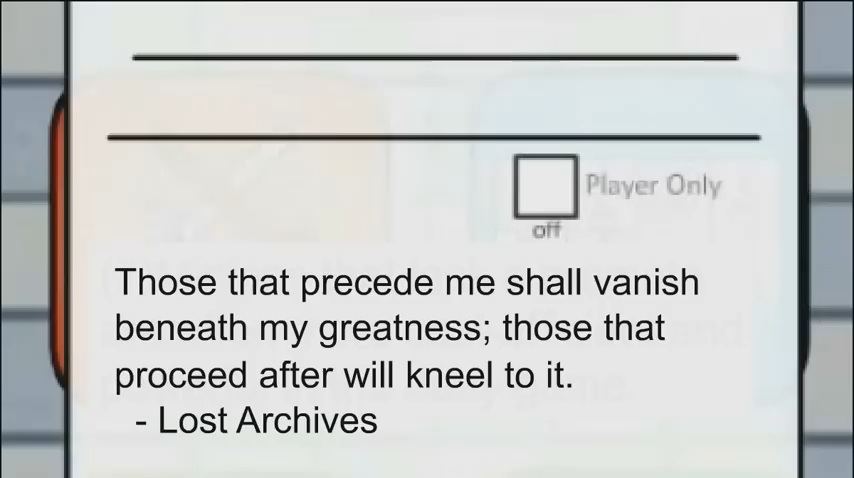 Player Only
off
Those that precede me shall vanish
beneath my greatness; those that
proceed after will kneel to it.
- Lost Archives